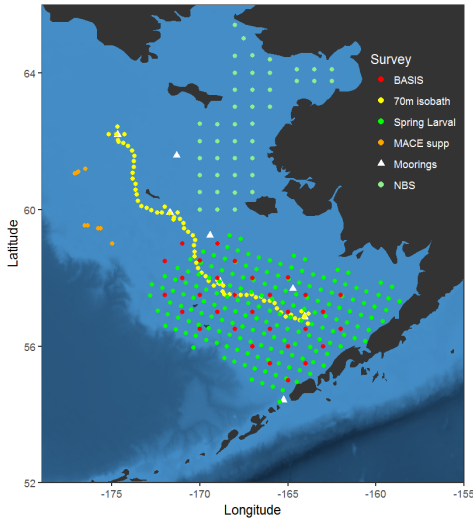 Survey
BASIS
70m isobath
Spring Larval
MACE supp
Moorings
NBS
Latitude
64
60
56
52
-175
-170
-165
-160
-155
Longitude